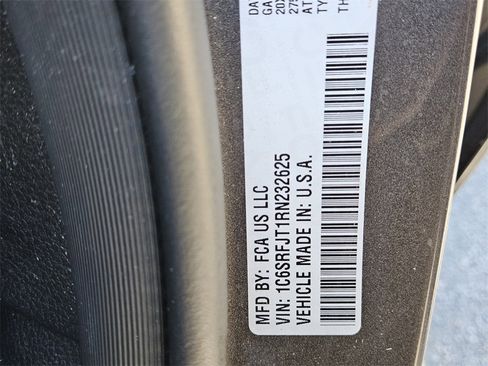 MFD BY: FCA US LLC
VIN: 1C6SRFJT1RN232625
VEHICLE MADE IN: U.S.A.